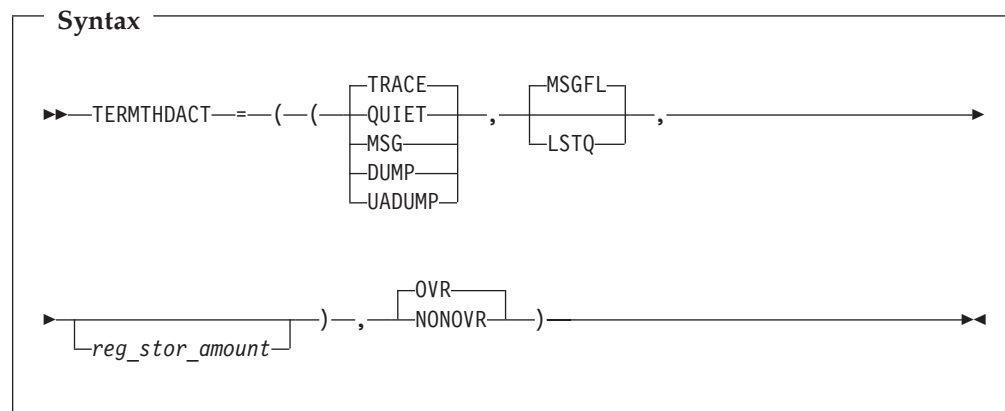 Syntax
TRACE MSGFL
TERMTHDACT = ( ( QUIET , ,
MSG LSTQ
DUMP
UADUMP
OVR
) , NONOVR )
reg_stor_amount